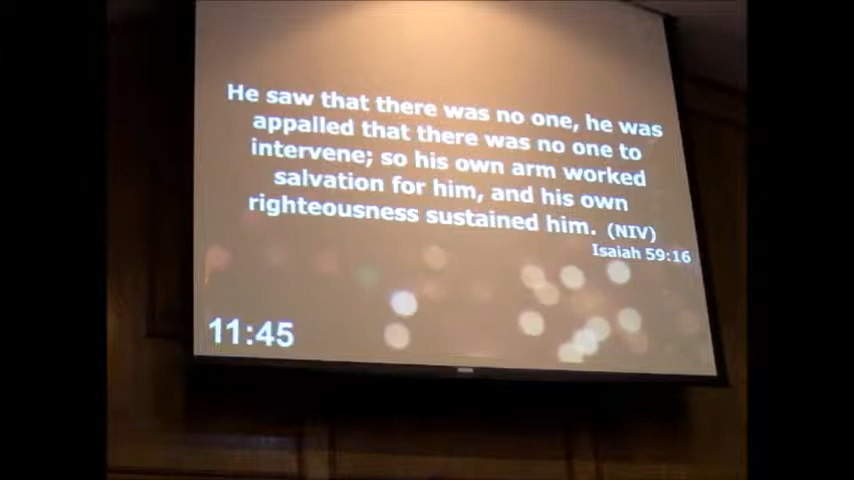 He saw that there was no one, he was
appalled that there was no one to
intervene; so his own arm worked
salvation for him, and his own
righteousness sustained him. (NIV)
Isaiah 59:16
11:45